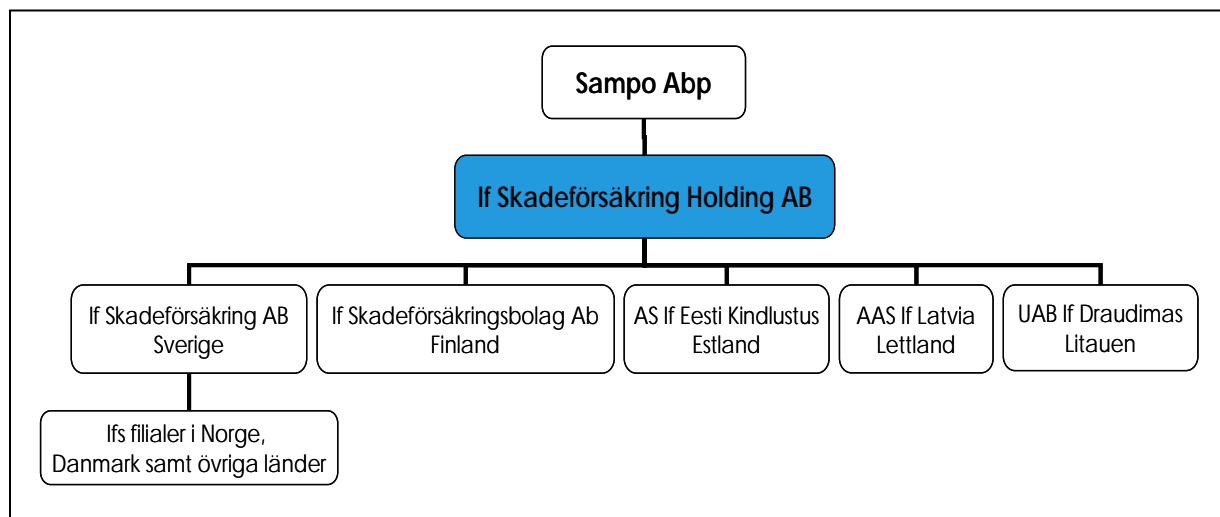 Sampo Abp
If Skadeförsäkring Holding AB
If Skadeförsäkring AB
Sverige
If Skadeförsäkringsbolag Ab
Finland
AS If Eesti Kindlustus
Estland
AAS If Latvia
Lettland
UAB If Draudimas
Litauen
Ifs filialer i Norge,
Danmark samt övriga länder